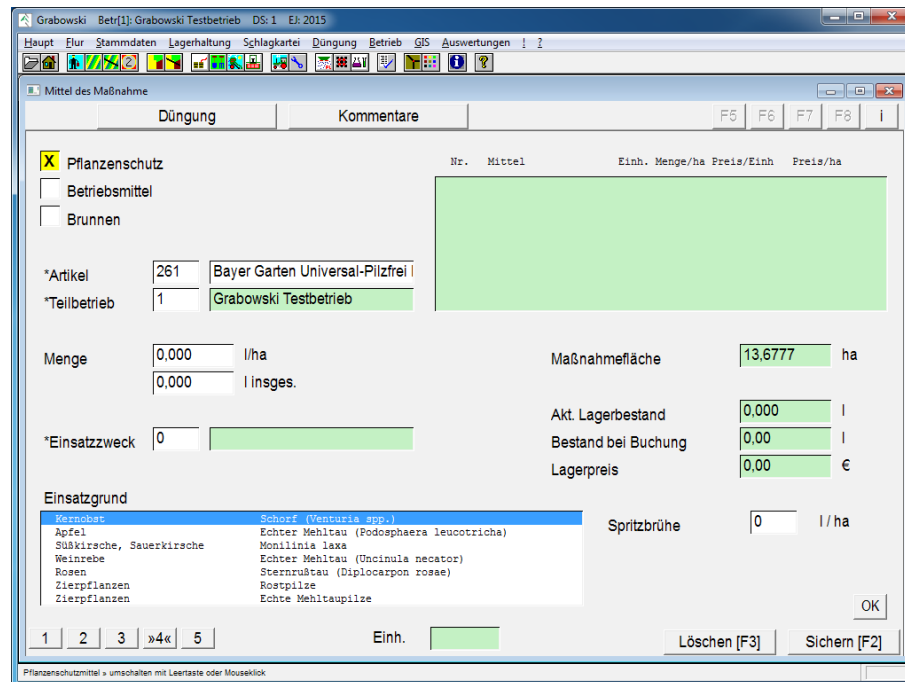 Grabowski Betr[1]: Grabowski Testbetrieb DS: 1 EJ: 2015
Haupt Flur Stammdaten Lagerhaltung Schlagkartei Düngung Betrieb GIS Auswertungen ! ?
Mittel des Maßnahme
Düngung Kommentare F5 F6 F7 F8 i
X Pflanzenschutz
Betriebsmittel
Brunnen
Nr. Mittel Einh. Menge/ha Preis/Einh Preis/ha
*Artikel 261 Bayer Garten Universal-Pilzfrei
*Teilbetrieb 1 Grabowski Testbetrieb
Menge 0,000 l/ha
0,000 l insges.
Maßnahmefläche 13,6777 ha
*Einsatzzweck 0
Akt. Lagerbestand 0,000 l
Bestand bei Buchung 0,00 l
Lagerpreis 0,00 €
Einsatzgrund
Kernobst Schorf (Venturia spp.)
Apfel Echter Mehltau (Podosphaera leucotricha)
Süßkirsche, Sauerkirsche Monilinia laxa
Weinrebe Echter Mehltau (Uncinula necator)
Rosen Sternrußtau (Diplocarpon rosae)
Zierpflanzen Rostpilze
Zierpflanzen Echte Mehltaupilze
Spritzbrühe 0 l / ha
OK
1 2 3 »4« 5 Einh. Löschen [F3] Sichern [F2]
Pflanzenschutzmittel » umschalten mit Leertaste oder Mouseklick